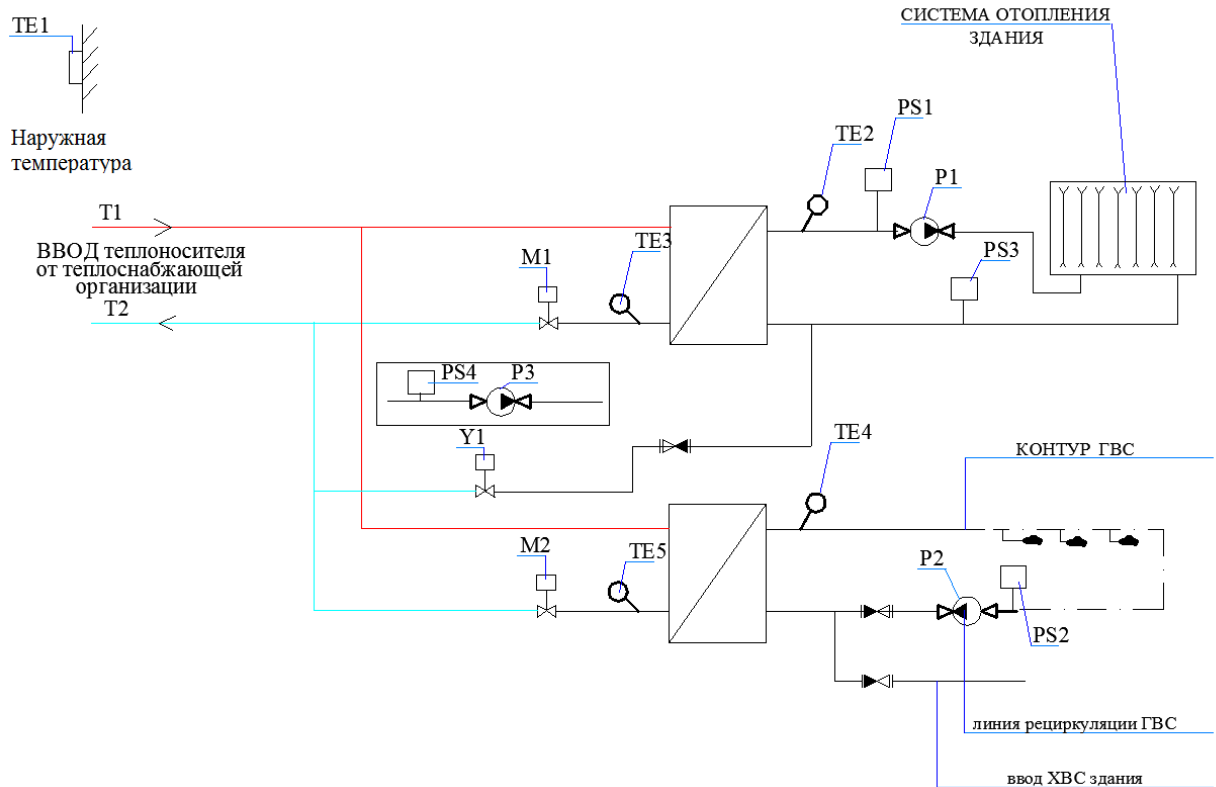 СИСТЕМА ОТОПЛЕНИЯ
ЗДАНИЯ
TE1
Наружная
температура
PS1
TE2
P1
T1
ВВОД теплоносителя
от теплоснабжающей
организации
T2
TE3
M1
PS3
PS4
P3
Y1
TE4
КОНТУР ГВС
M2
TE5
P2
PS2
линия рециркуляции ГВС
ввод ХВС здания